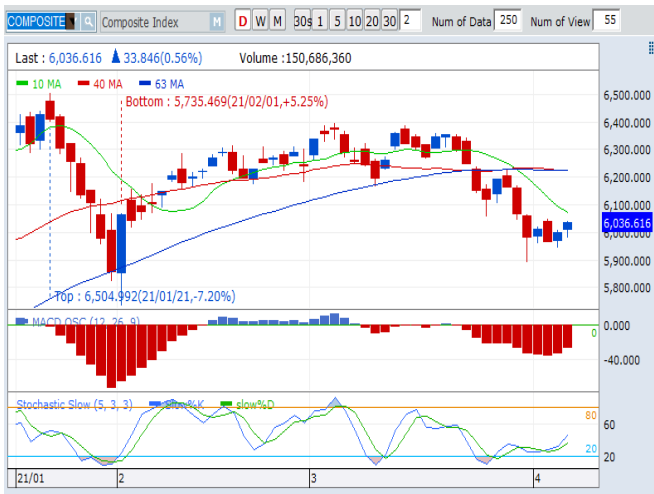 COMPOSITE Composite Index M D W M 30s 1 5 10 20 30 2 Num of Data 250 Num of View 55
Last : 6,036.616 ▲ 33.846(0.56%) Volume :150,686,360
10 MA 40 MA 63 MA
Bottom : 5,735.469(21/02/01,+5.25%)
6,500.000
6,400.000
6,300.000
6,200.000
6,100.000
6,036.616
6,000.000
5,900.000
5,800.000
Top : 6,504.992(21/01/21,-7.20%)
MACD OSC (12, 26, 9)
0.000
0
-40.000
Stochastic Slow (5, 3, 3) slow%K slow%D
80
60
20
20
21/01 2 3 4